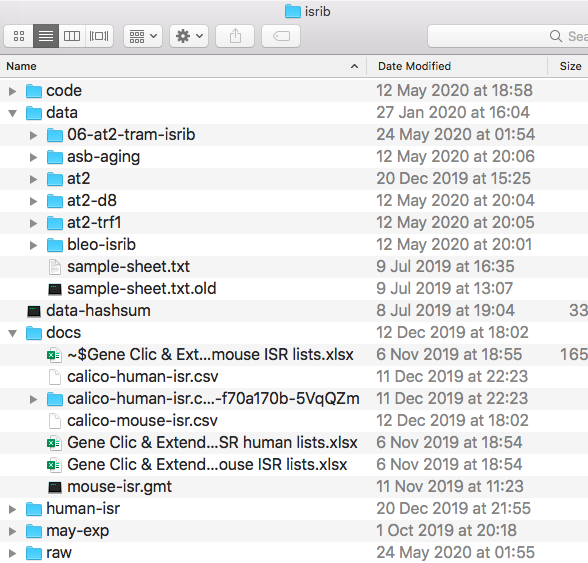 isrib
Sea
Name Date Modified Size
code 12 May 2020 at 18:58
data 27 Jan 2020 at 16:04
06-at2-tram-isrib 24 May 2020 at 01:54
asb-aging 12 May 2020 at 20:06
at2 20 Dec 2019 at 15:25
at2-d8 12 May 2020 at 20:04
at2-trf1 12 May 2020 at 20:05
bleo-isrib 12 May 2020 at 20:01
sample-sheet.txt 9 Jul 2019 at 16:35
sample-sheet.txt.old 9 Jul 2019 at 13:07
data-hashsum 8 Jul 2019 at 19:04 33
docs 12 Dec 2019 at 18:02
~$Gene Clic & Ext...mouse ISR lists.xlsx 6 Nov 2019 at 18:55 165
calico-human-isr.csv 11 Dec 2019 at 22:23
calico-human-isr.c...-f70a170b-5VqQZm 11 Dec 2019 at 22:23
calico-mouse-isr.csv 12 Dec 2019 at 18:02
Gene Clic & Extend...SR human lists.xlsx 6 Nov 2019 at 18:54
Gene Clic & Extend...ouse ISR lists.xlsx 6 Nov 2019 at 18:54
mouse-isr.gmt 11 Nov 2019 at 11:23
human-isr 20 Dec 2019 at 21:55
may-exp 1 Oct 2019 at 20:18
raw 24 May 2020 at 01:55